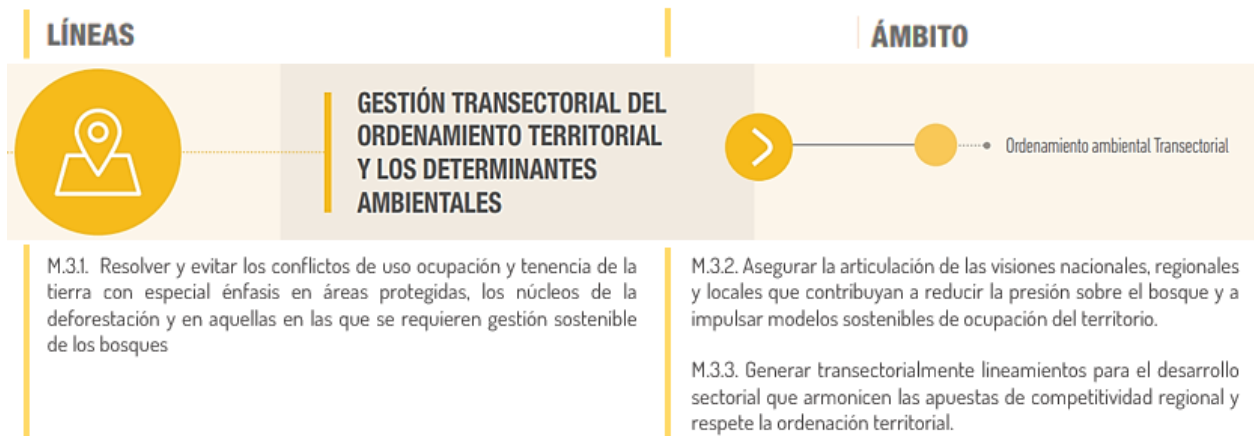 LÍNEAS
ÁMBITO
GESTIÓN TRANSECTORIAL DEL
ORDENAMIENTO TERRITORIAL
Y LOS DETERMINANTES
AMBIENTALES
Ordenamiento ambiental Transectorial
M.3.1. Resolver y evitar los conflictos de uso ocupación y tenencia de la
tierra con especial énfasis en áreas protegidas, los núcleos de la
deforestación y en aquellas en las que se requieren gestión sostenible
de los bosques
M.3.2. Asegurar la articulación de las visiones nacionales, regionales
y locales que contribuyan a reducir la presión sobre el bosque y a
impulsar modelos sostenibles de ocupación del territorio.
M.3.3. Generar transectorialmente lineamientos para el desarrollo
sectorial que armonicen las apuestas de competitividad regional y
respete la ordenación territorial.